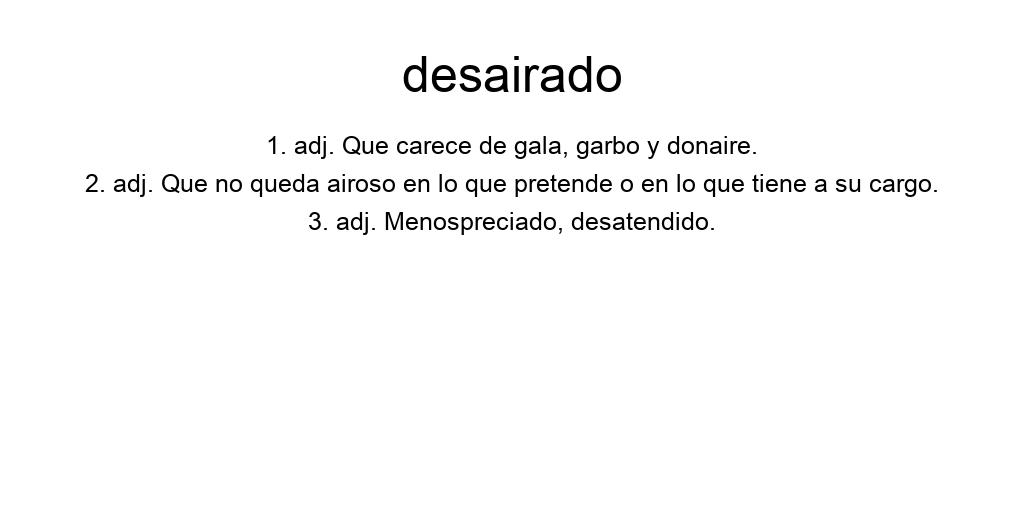 desairado
1. adj. Que carece de gala, garbo y donaire.
2. adj. Que no queda airoso en lo que pretende o en lo que tiene a su cargo.
3. adj. Menospreciado, desatendido.